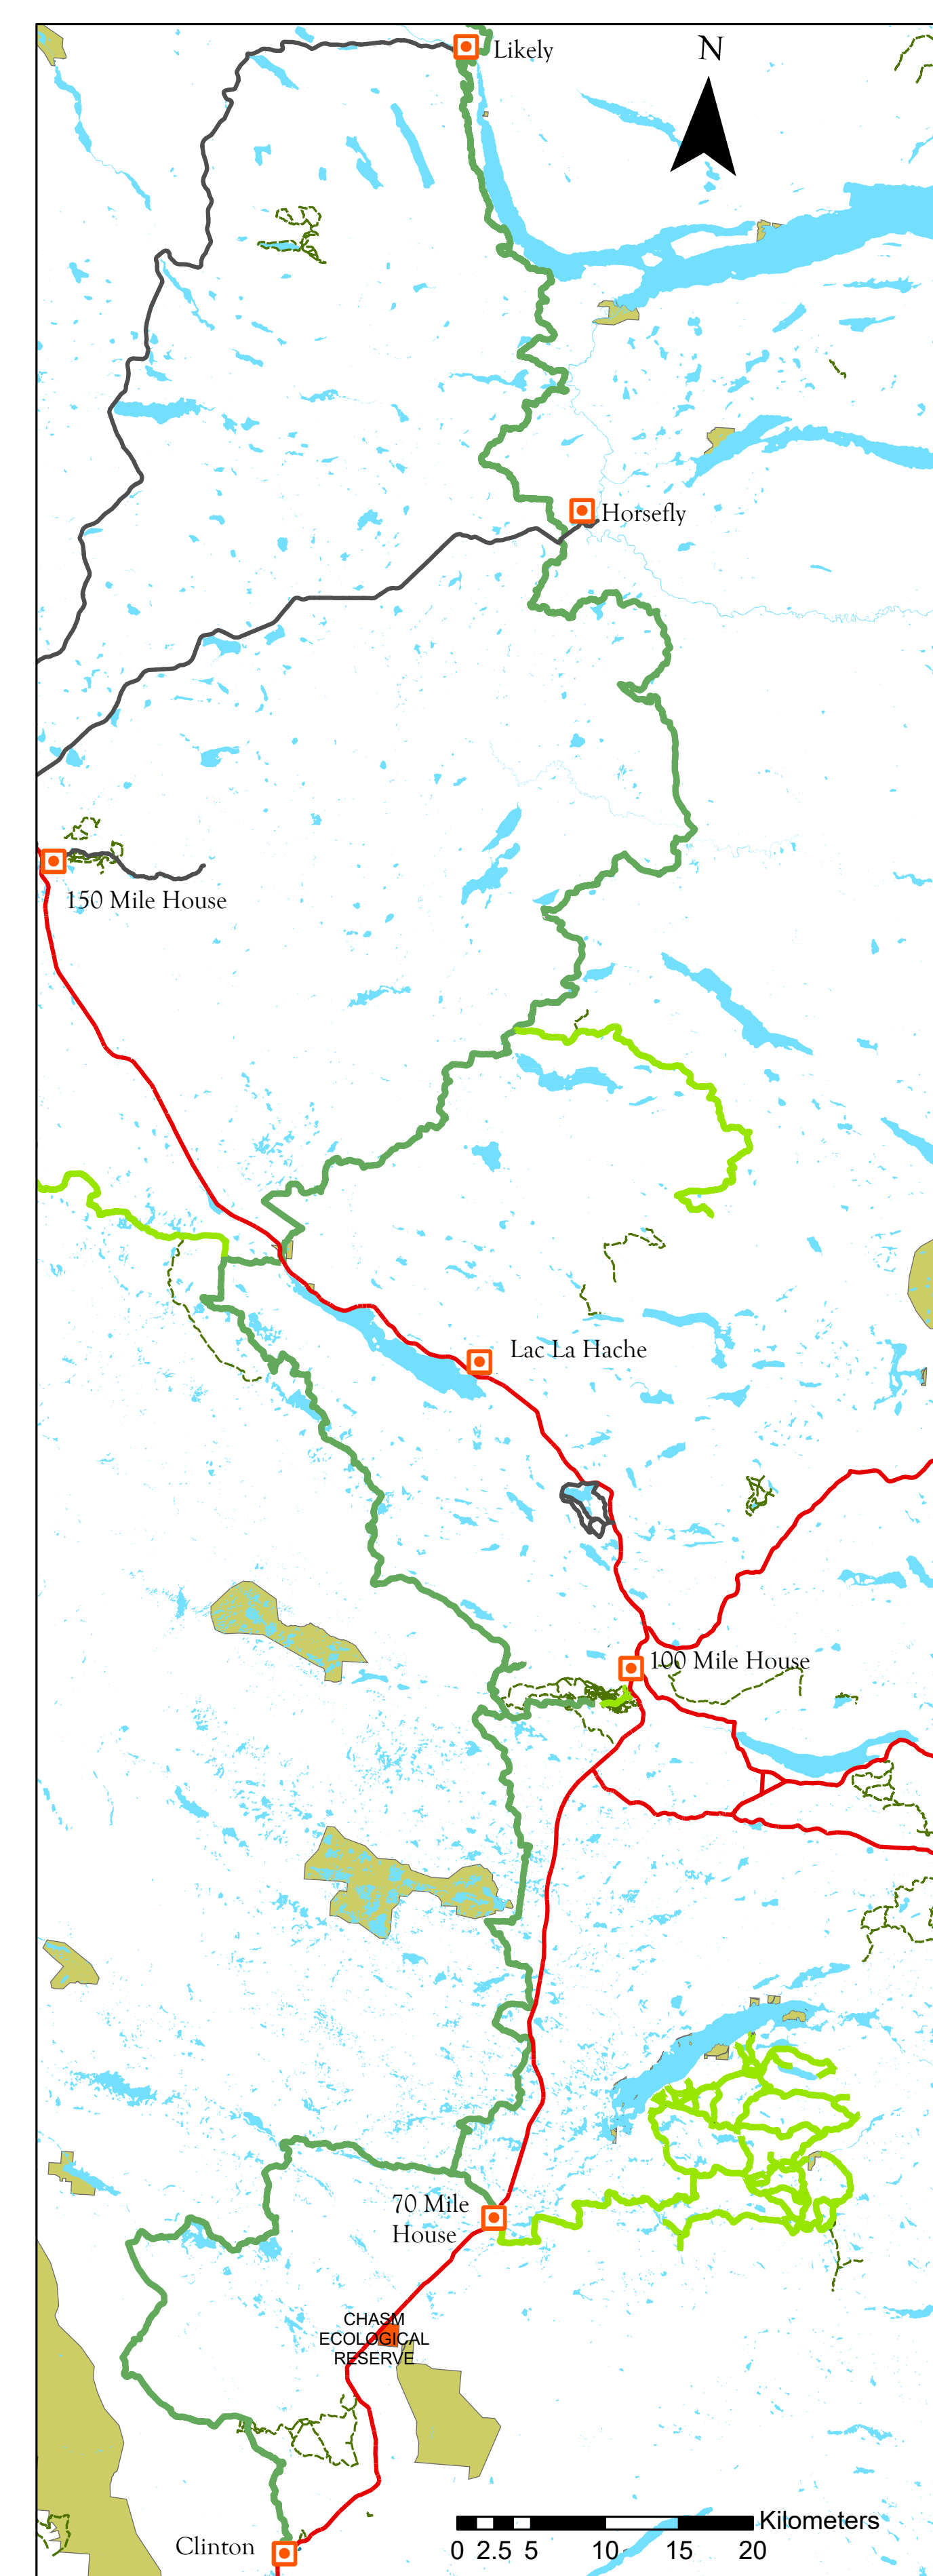 N
Likely
Horsefly
150 Mile House
Lac La Hache
100 Mile House
70 Mile
House
CHASM
ECOLOGICAL
RESERVE
Clinton
Kilometers
0 2.5 5 10 15 20